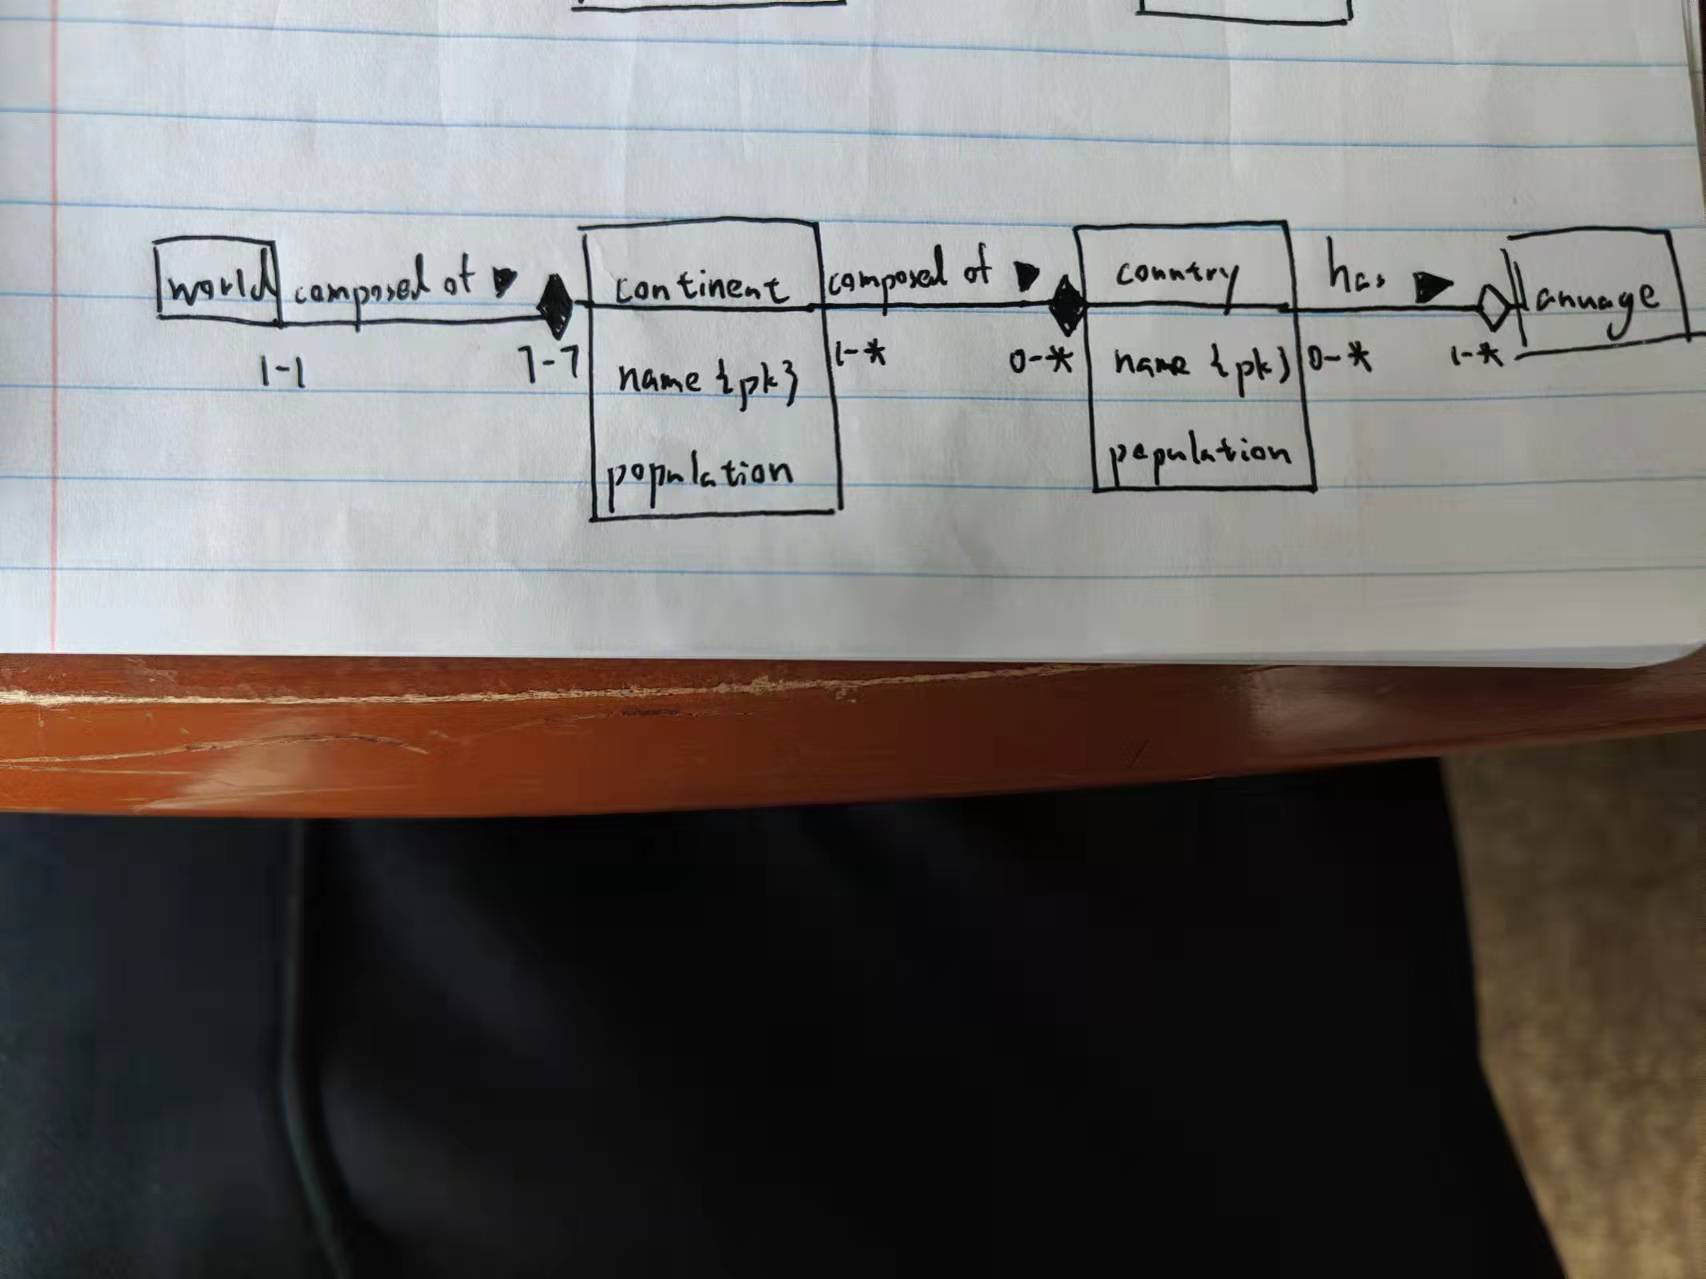 world composed of continent composed of country has lanuage
1-1 7-7 name {pk} 1-* 0-* name {pk} 0-* 1-*
population population